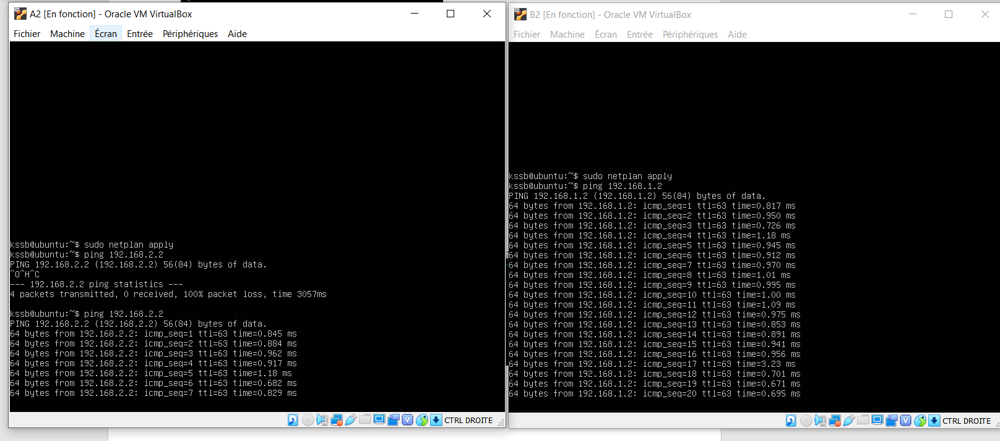 A2 [En fonction] - Oracle VM VirtualBox
Fichier Machine Écran Entrée Périphériques Aide
kssb@ubuntu:~$ sudo netplan apply
kssb@ubuntu:~$ ping 192.168.2.2
PING 192.168.2.2 (192.168.2.2) 56(84) bytes of data.
^O^H^C
--- 192.168.2.2 ping statistics ---
4 packets transmitted, 0 received, 100% packet loss, time 3057ms
kssb@ubuntu:~$ ping 192.168.2.2
PING 192.168.2.2 (192.168.2.2) 56(84) bytes of data.
64 bytes from 192.168.2.2: icmp_seq=1 ttl=63 time=0.845 ms
64 bytes from 192.168.2.2: icmp_seq=2 ttl=63 time=0.884 ms
64 bytes from 192.168.2.2: icmp_seq=3 ttl=63 time=0.962 ms
64 bytes from 192.168.2.2: icmp_seq=4 ttl=63 time=0.917 ms
64 bytes from 192.168.2.2: icmp_seq=5 ttl=63 time=1.18 ms
64 bytes from 192.168.2.2: icmp_seq=6 ttl=63 time=0.682 ms
64 bytes from 192.168.2.2: icmp_seq=7 ttl=63 time=0.829 ms
CTRL DROITE
B2 [En fonction] - Oracle VM VirtualBox
Fichier Machine Écran Entrée Périphériques Aide
kssb@ubuntu:~$ sudo netplan apply
kssb@ubuntu:~$ ping 192.168.1.2
PING 192.168.1.2 (192.168.1.2) 56(84) bytes of data.
64 bytes from 192.168.1.2: icmp_seq=1 ttl=63 time=0.817 ms
64 bytes from 192.168.1.2: icmp_seq=2 ttl=63 time=0.950 ms
64 bytes from 192.168.1.2: icmp_seq=3 ttl=63 time=0.726 ms
64 bytes from 192.168.1.2: icmp_seq=4 ttl=63 time=1.18 ms
64 bytes from 192.168.1.2: icmp_seq=5 ttl=63 time=0.945 ms
64 bytes from 192.168.1.2: icmp_seq=6 ttl=63 time=0.912 ms
64 bytes from 192.168.1.2: icmp_seq=7 ttl=63 time=0.970 ms
64 bytes from 192.168.1.2: icmp_seq=8 ttl=63 time=1.01 ms
64 bytes from 192.168.1.2: icmp_seq=9 ttl=63 time=0.995 ms
64 bytes from 192.168.1.2: icmp_seq=10 ttl=63 time=1.00 ms
64 bytes from 192.168.1.2: icmp_seq=11 ttl=63 time=1.09 ms
64 bytes from 192.168.1.2: icmp_seq=12 ttl=63 time=0.975 ms
64 bytes from 192.168.1.2: icmp_seq=13 ttl=63 time=0.853 ms
64 bytes from 192.168.1.2: icmp_seq=14 ttl=63 time=0.891 ms
64 bytes from 192.168.1.2: icmp_seq=15 ttl=63 time=0.941 ms
64 bytes from 192.168.1.2: icmp_seq=16 ttl=63 time=0.956 ms
64 bytes from 192.168.1.2: icmp_seq=17 ttl=63 time=3.23 ms
64 bytes from 192.168.1.2: icmp_seq=18 ttl=63 time=0.701 ms
64 bytes from 192.168.1.2: icmp_seq=19 ttl=63 time=0.671 ms
64 bytes from 192.168.1.2: icmp_seq=20 ttl=63 time=0.695 ms
CTRL DROITE